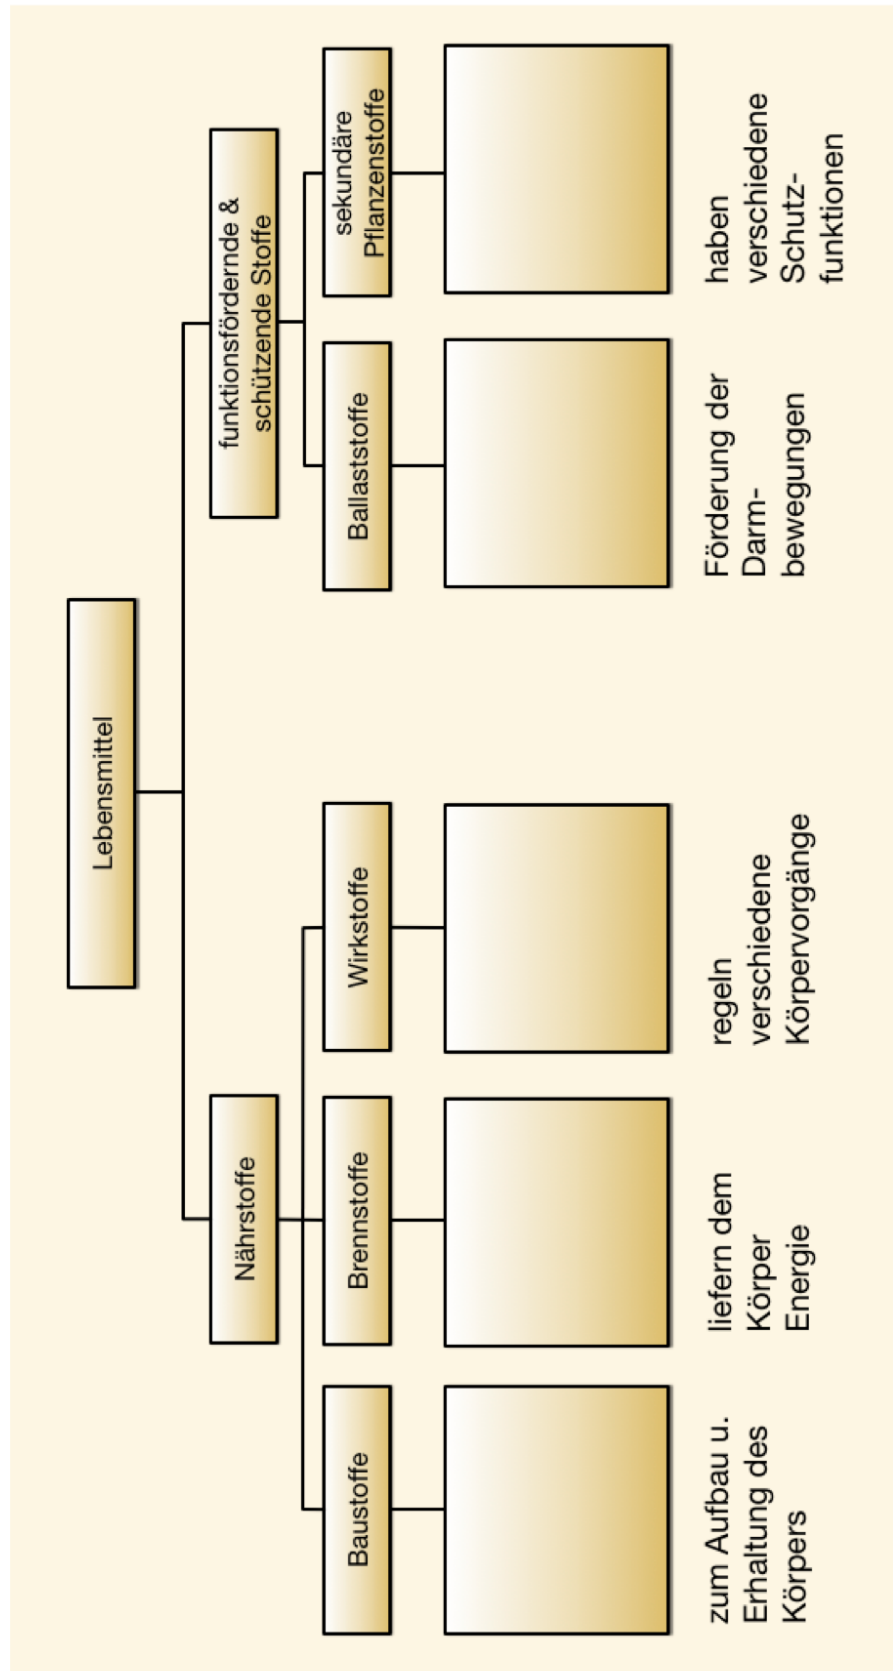 Lebensmittel
Nährstoffe
funktionsfördernde &
schützende Stoffe
Baustoffe
Brennstoffe
Wirkstoffe
Ballaststoffe
sekundäre
Pflanzenstoffe
zum Aufbau u.
Erhaltung des
Körpers
liefern dem
Körper
Energie
regeln
verschiedene
Körpervorgänge
Förderung der
Darm-
bewegungen
haben
verschiedene
Schutz-
funktionen